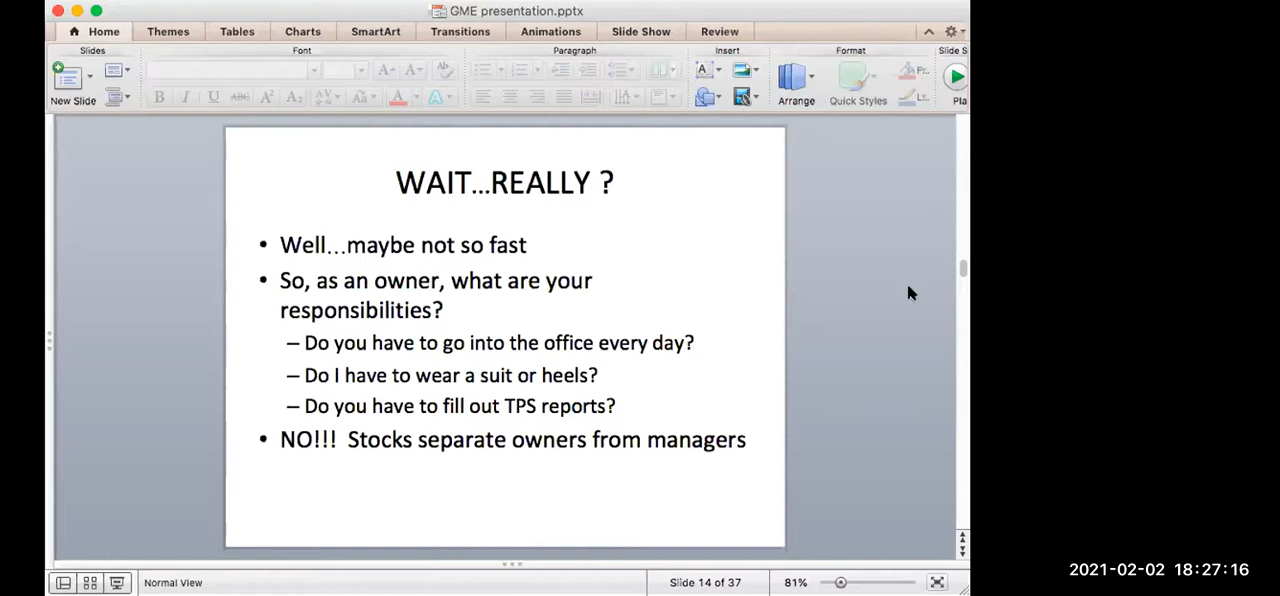 GME presentation.pptx
Home Themes Tables Charts SmartArt Transitions Animations Slide Show Review
Slides Font Paragraph Insert Format Slide S
New Slide Arrange Quick Styles Pla
WAIT...REALLY ?
• Well...maybe not so fast
• So, as an owner, what are your
responsibilities?
– Do you have to go into the office every day?
– Do I have to wear a suit or heels?
– Do you have to fill out TPS reports?
• NO!!! Stocks separate owners from managers
Normal View Slide 14 of 37 81%
2021-02-02 18:27:16